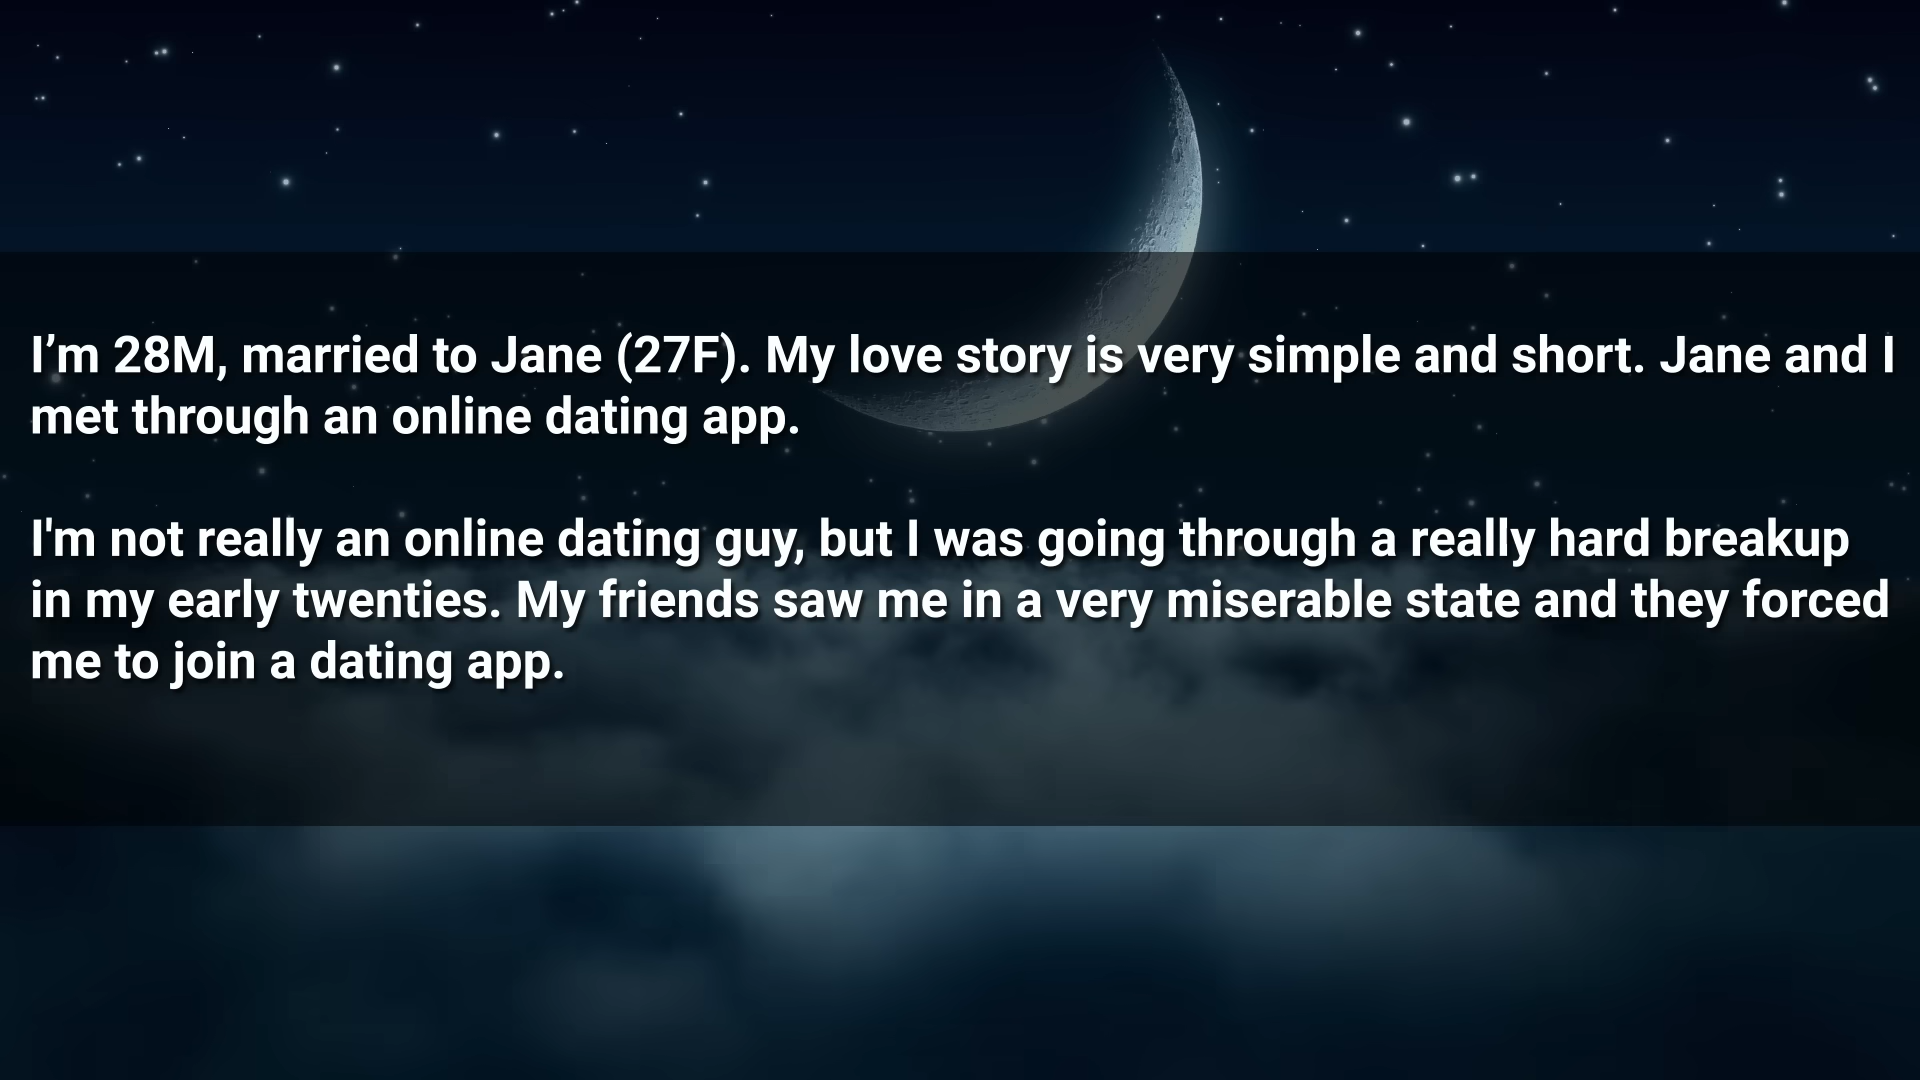 I’m 28M, married to Jane (27F). My love story is very simple and short. Jane and I
met through an online dating app.
I'm not really an online dating guy, but I was going through a really hard breakup
in my early twenties. My friends saw me in a very miserable state and they forced
me to join a dating app.